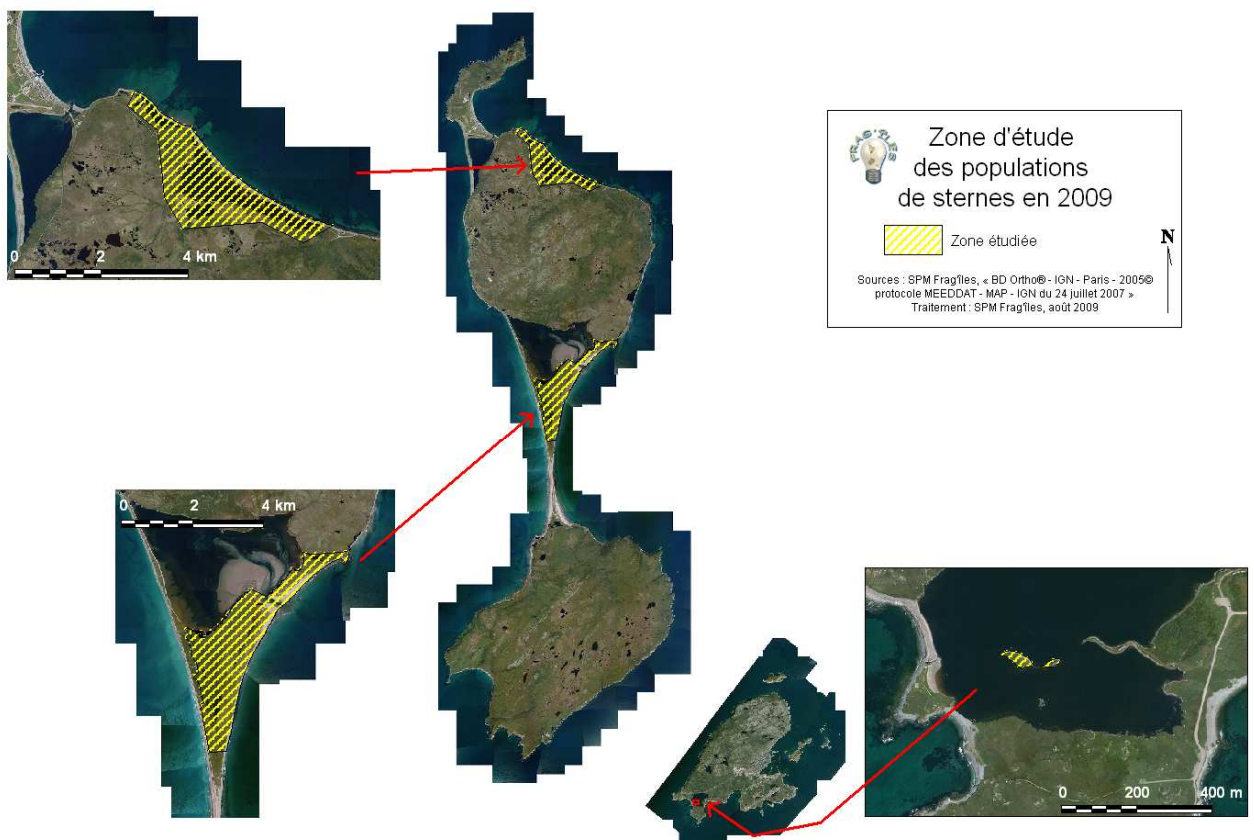 0 2 4 km
FRAG'ÎLES
Zone d'étude
des populations
de sternes en 2009
Zone étudiée
N
Sources : SPM Frag'îles, « BD Ortho® - IGN - Paris - 2005©
protocole MEEDDAT - MAP - IGN du 24 juillet 2007 »
Traitement : SPM Frag'îles, août 2009
0 2 4 km
0 200 400 m